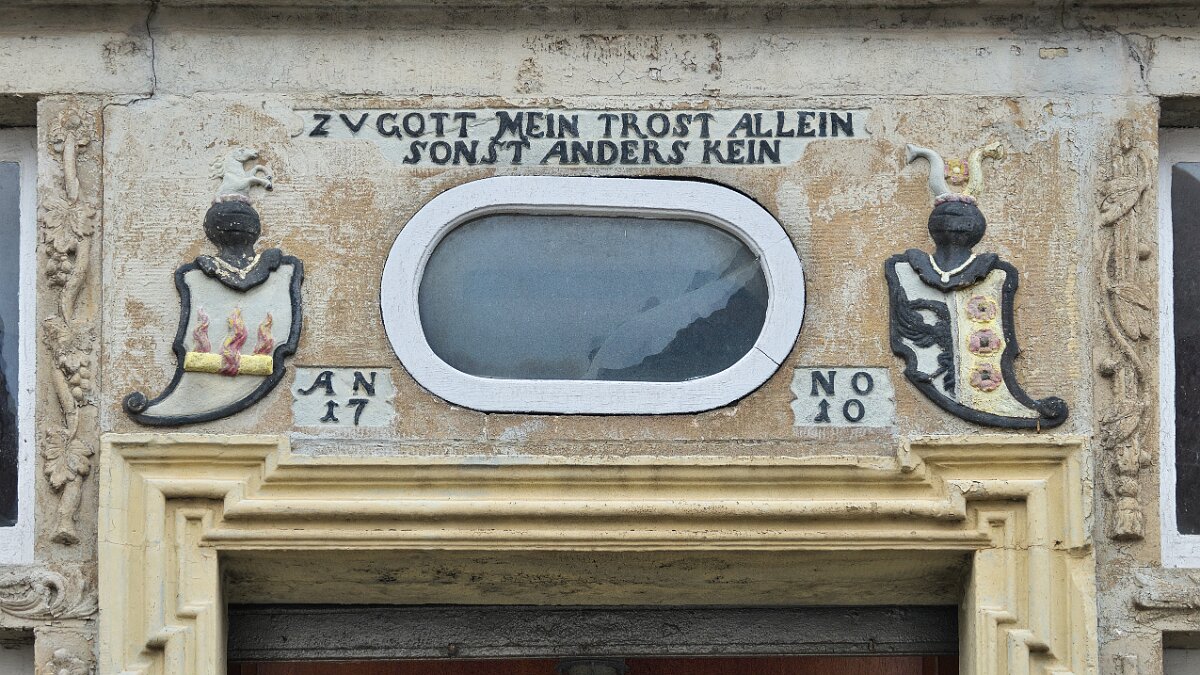 ZV GOTT MEIN TROST ALLEIN
SONST ANDERS KEIN
AN NO
17 10